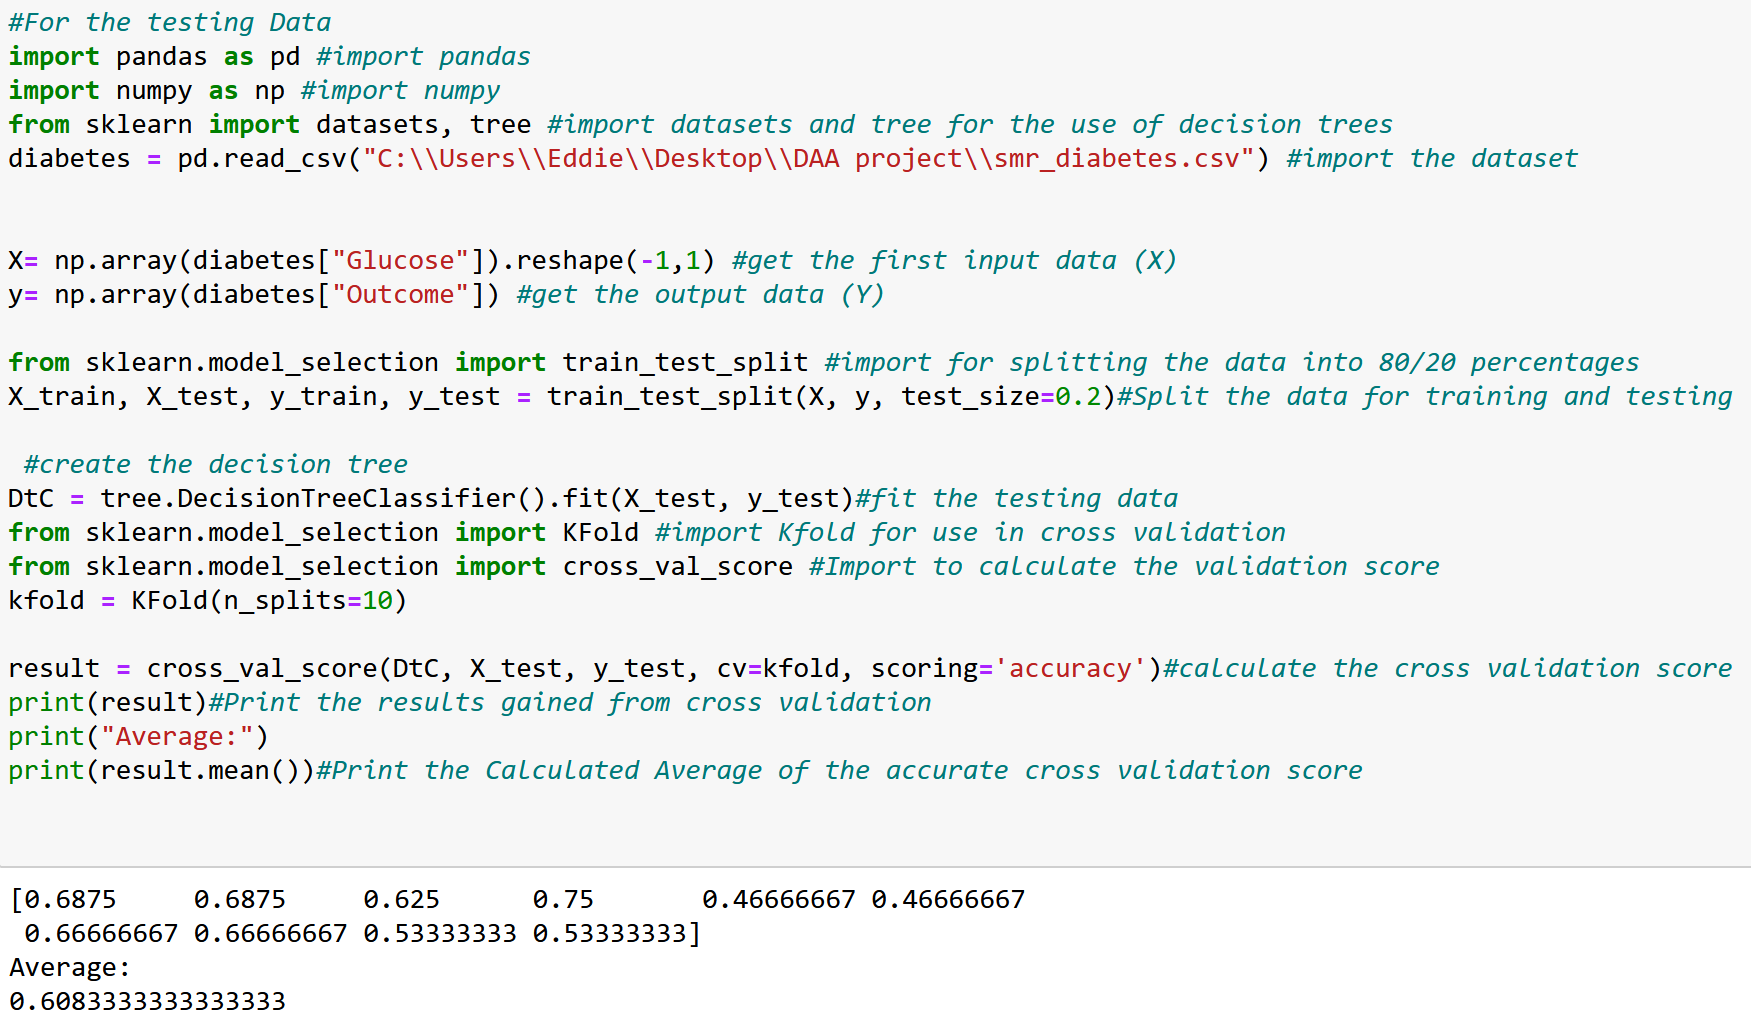 #For the testing Data
import pandas as pd #import pandas
import numpy as np #import numpy
from sklearn import datasets, tree #import datasets and tree for the use of decision trees
diabetes = pd.read_csv("C:\\Users\\Eddie\\Desktop\\DAA project\\smr_diabetes.csv") #import the dataset
X= np.array(diabetes["Glucose"]).reshape(-1,1) #get the first input data (X)
y= np.array(diabetes["Outcome"]) #get the output data (Y)
from sklearn.model_selection import train_test_split #import for splitting the data into 80/20 percentages
X_train, X_test, y_train, y_test = train_test_split(X, y, test_size=0.2)#Split the data for training and testing
 #create the decision tree
DtC = tree.DecisionTreeClassifier().fit(X_test, y_test)#fit the testing data
from sklearn.model_selection import KFold #import Kfold for use in cross validation
from sklearn.model_selection import cross_val_score #Import to calculate the validation score
kfold = KFold(n_splits=10)
result = cross_val_score(DtC, X_test, y_test, cv=kfold, scoring='accuracy')#calculate the cross validation score
print(result)#Print the results gained from cross validation
print("Average:")
print(result.mean())#Print the Calculated Average of the accurate cross validation score
[0.6875     0.6875     0.625      0.75       0.46666667 0.46666667
 0.66666667 0.66666667 0.53333333 0.53333333]
Average:
0.6083333333333333